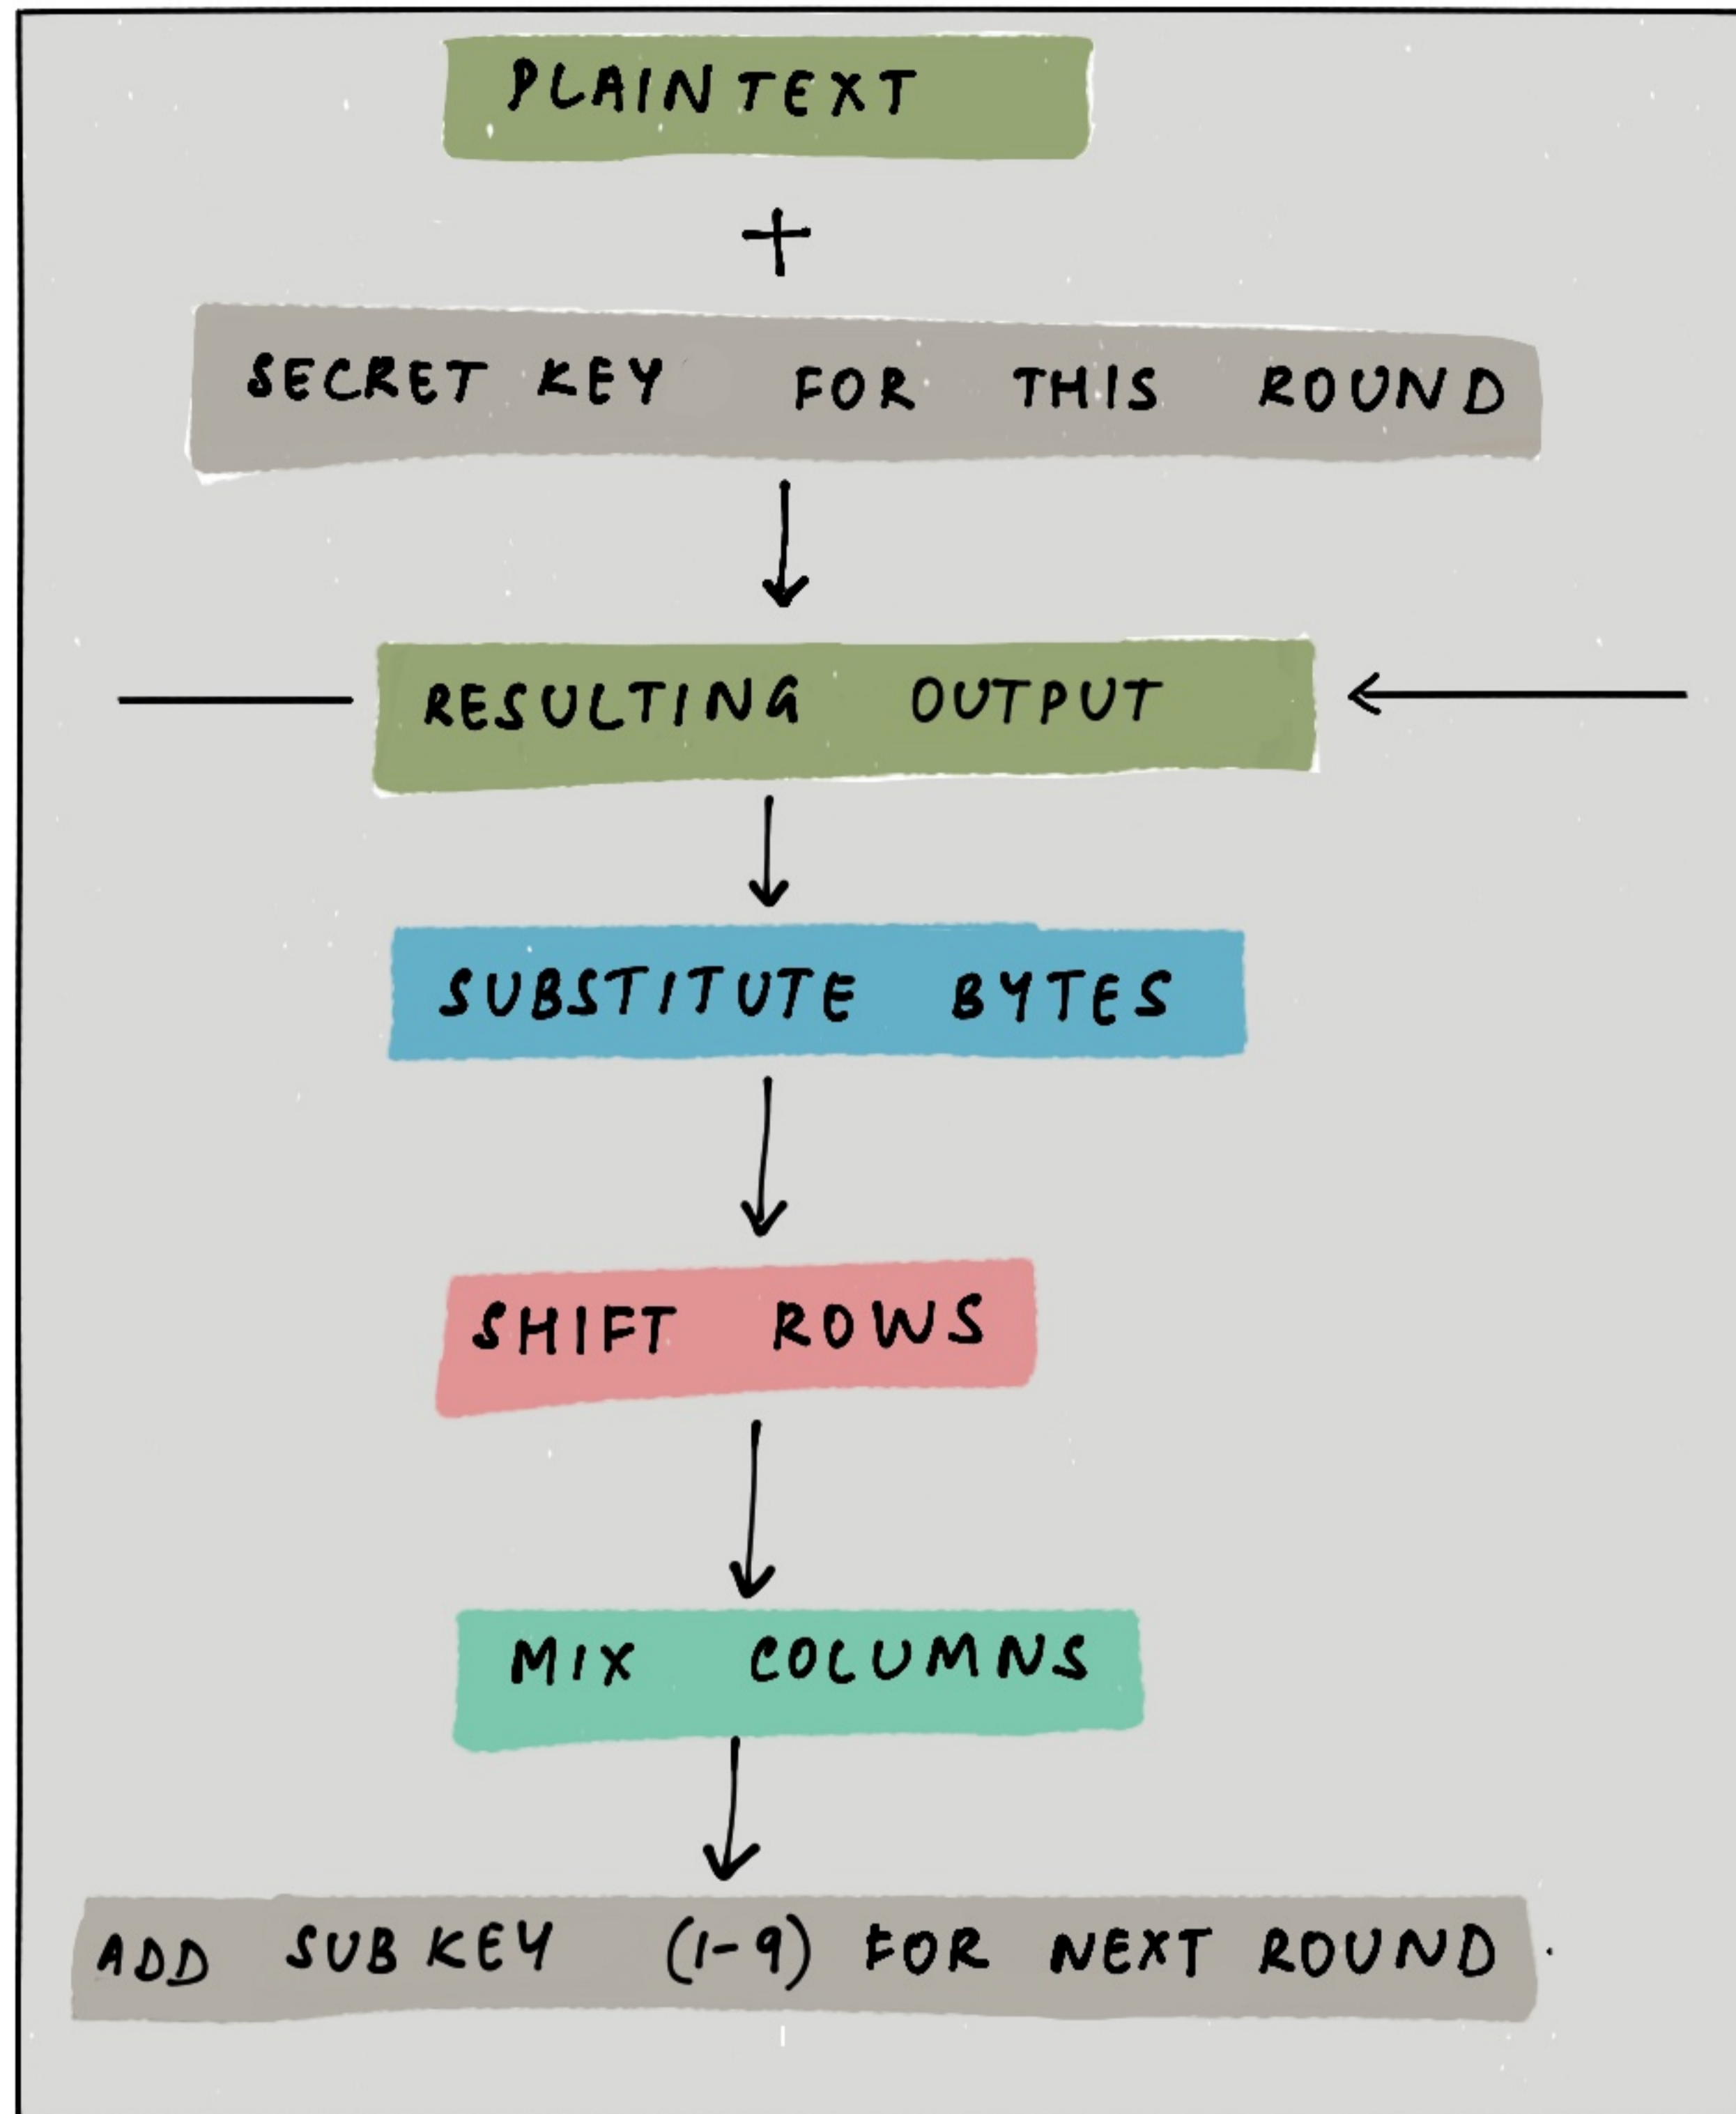 PLAINTEXT
+
SECRET KEY FOR THIS ROUND
RESULTING OUTPUT
SUBSTITUTE BYTES
SHIFT ROWS
MIX COLUMNS
ADD SUBKEY (1-9) FOR NEXT ROUND